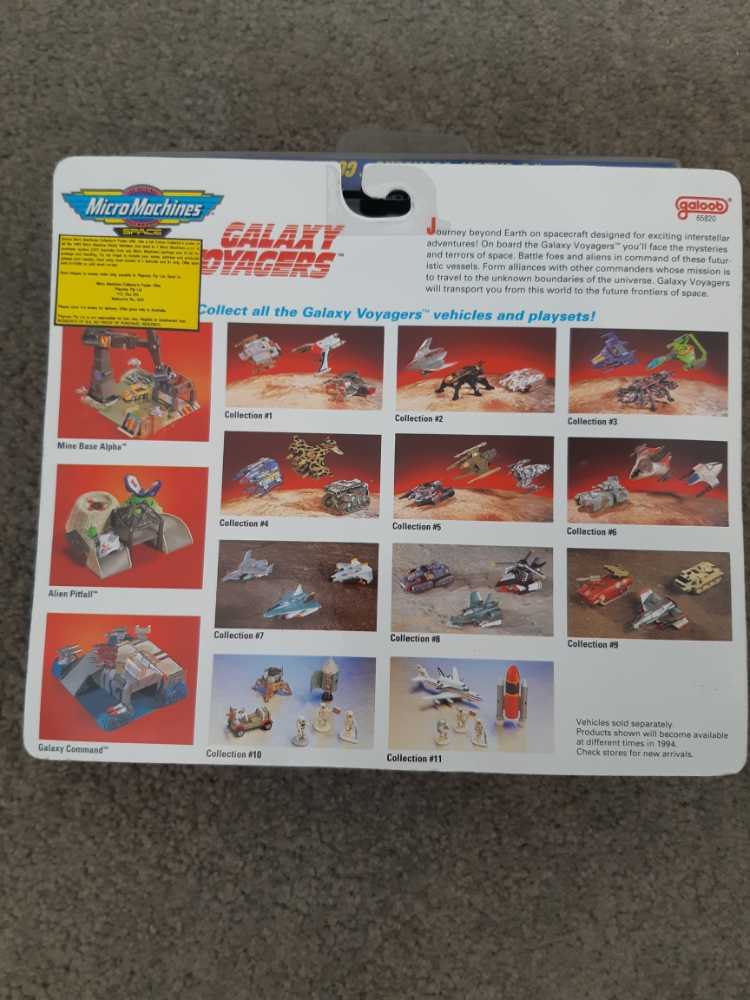 MicroMachines
SPACE
GALAXY
VOYAGERS™
galoob
65820
Journey beyond Earth on spacecraft designed for exciting interstellar
adventures! On board the Galaxy Voyagers™ you'll face the mysteries
and terrors of space. Battle foes and aliens in command of these futur-
istic vessels. Form alliances with other commanders whose mission is
to travel to the unknown boundaries of the universe. Galaxy Voyagers
will transport you from this world to the future frontiers of space.
Collect all the Galaxy Voyagers™ vehicles and playsets!
Mine Base Alpha™
Collection #1
Collection #2
Collection #3
Collection #4
Collection #5
Collection #6
Alien Pitfall™
Collection #7
Collection #8
Collection #9
Galaxy Command™
Collection #10
Collection #11
Vehicles sold separately.
Products shown will become available
at different times in 1994.
Check stores for new arrivals.